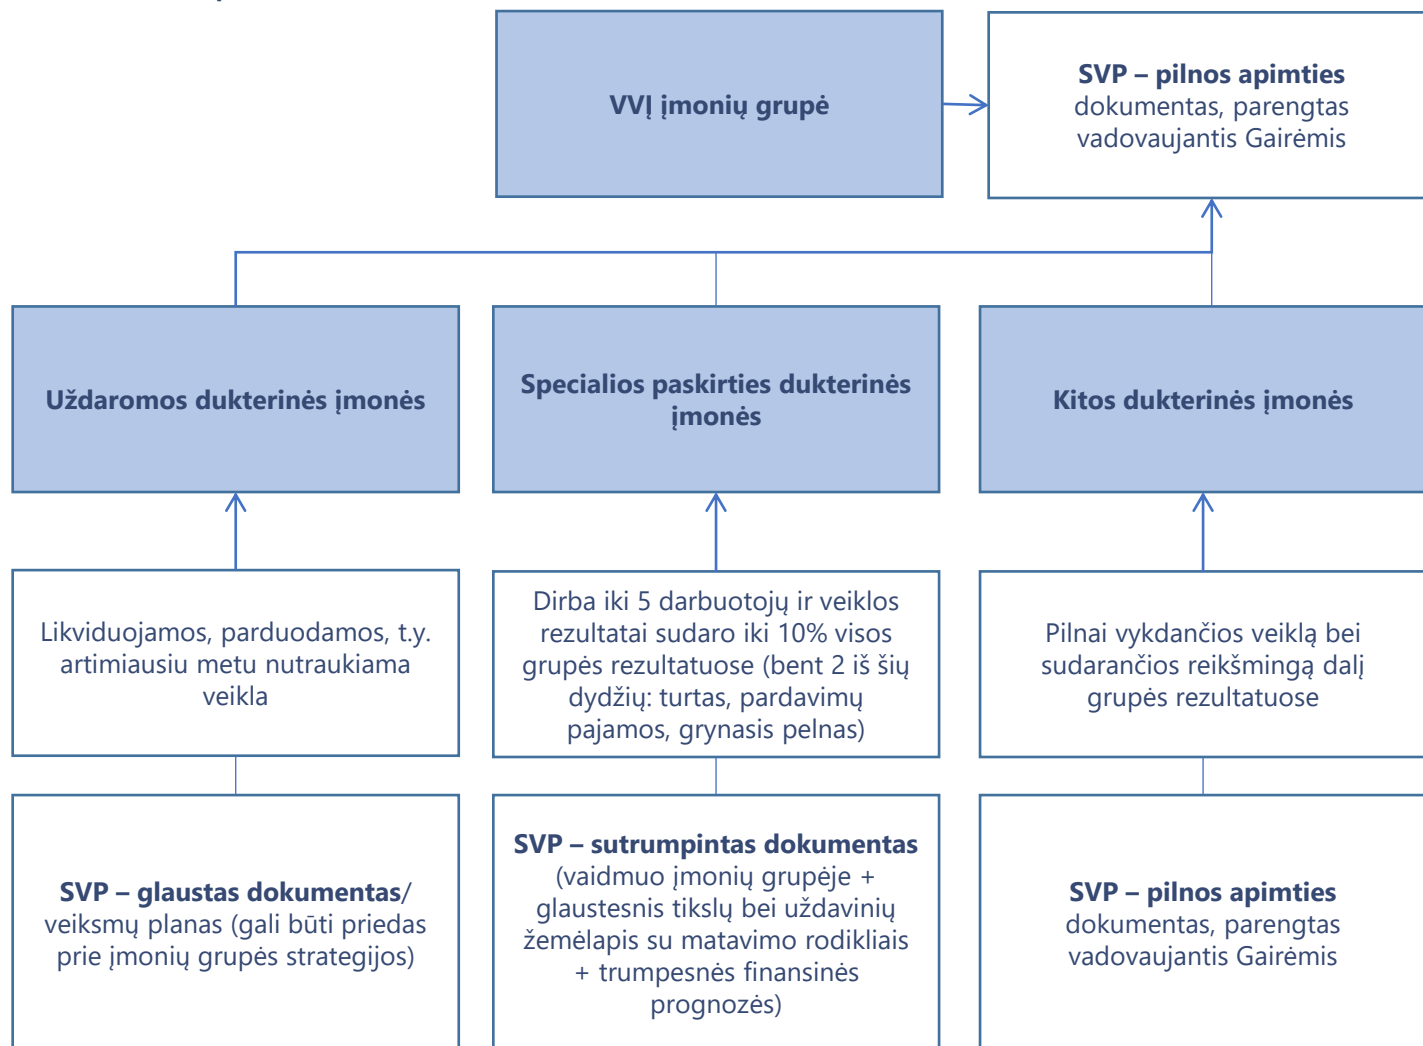 VVĮ įmonių grupė
SVP – pilnos apimties
dokumentas, parengtas
vadovaujantis Gairėmis
Uždaromos dukterinės įmonės
Specialios paskirties dukterinės
įmonės
Kitos dukterinės įmonės
Likviduojamos, parduodamos, t.y.
artimiausiu metu nutraukiama
veikla
Dirba iki 5 darbuotojų ir veiklos
rezultatai sudaro iki 10% visos
grupės rezultatuose (bent 2 iš šių
dydžių: turtas, pardavimų
pajamos, grynasis pelnas)
Pilnai vykdančios veiklą bei
sudarančios reikšmingą dalį
grupės rezultatuose
SVP – glaustas dokumentas/
veiksmų planas (gali būti priedas
prie įmonių grupės strategijos)
SVP – sutrumpintas dokumentas
(vaidmuo įmonių grupėje +
glaustesnis tikslų bei uždavinių
žemėlapis su matavimo rodikliais
+ trumpesnės finansinės
prognozės)
SVP – pilnos apimties
dokumentas, parengtas
vadovaujantis Gairėmis